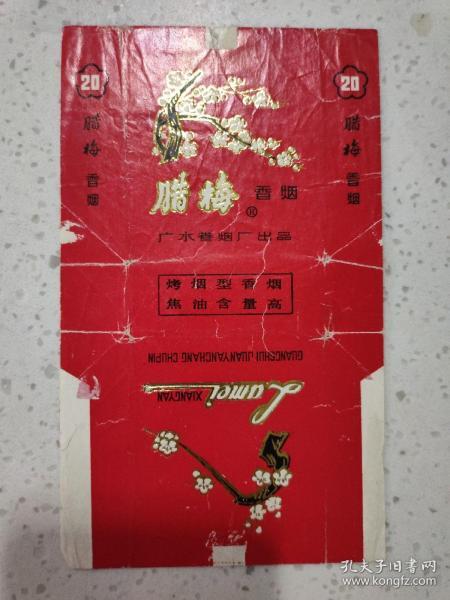 20
腊梅 香烟
20
腊梅 香烟
腊梅 香烟
®
广水卷烟厂出品
烤烟型香烟
焦油含量高
GUANGSHUI JUANYANCHANG CHUPIN
Lamei
XIANGYAN
孔夫子旧书网
www.kongfz.com